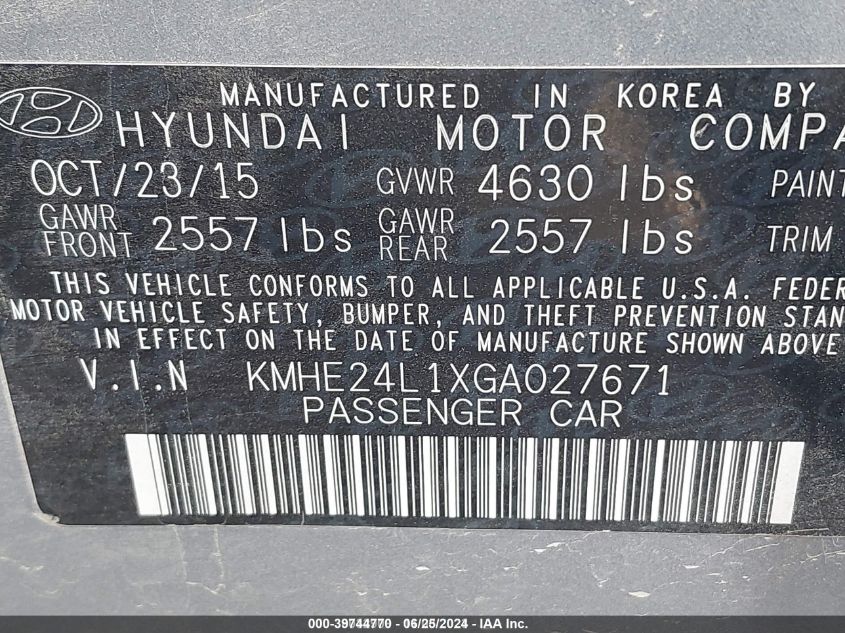 MANUFACTURED IN KOREA BY
HYUNDAI MOTOR COMPA
OCT/23/15 GVWR 4630 lbs PAINT
GAWR FRONT 2557 lbs GAWR REAR 2557 lbs TRIM
THIS VEHICLE CONFORMS TO ALL APPLICABLE U.S.A. FEDER
MOTOR VEHICLE SAFETY, BUMPER, AND THEFT PREVENTION STAN
IN EFFECT ON THE DATE OF MANUFACTURE SHOWN ABOVE
V.I.N KMHE24L1XGA027671
PASSENGER CAR
000-39744770 - 06/25/2024 - IAA Inc.